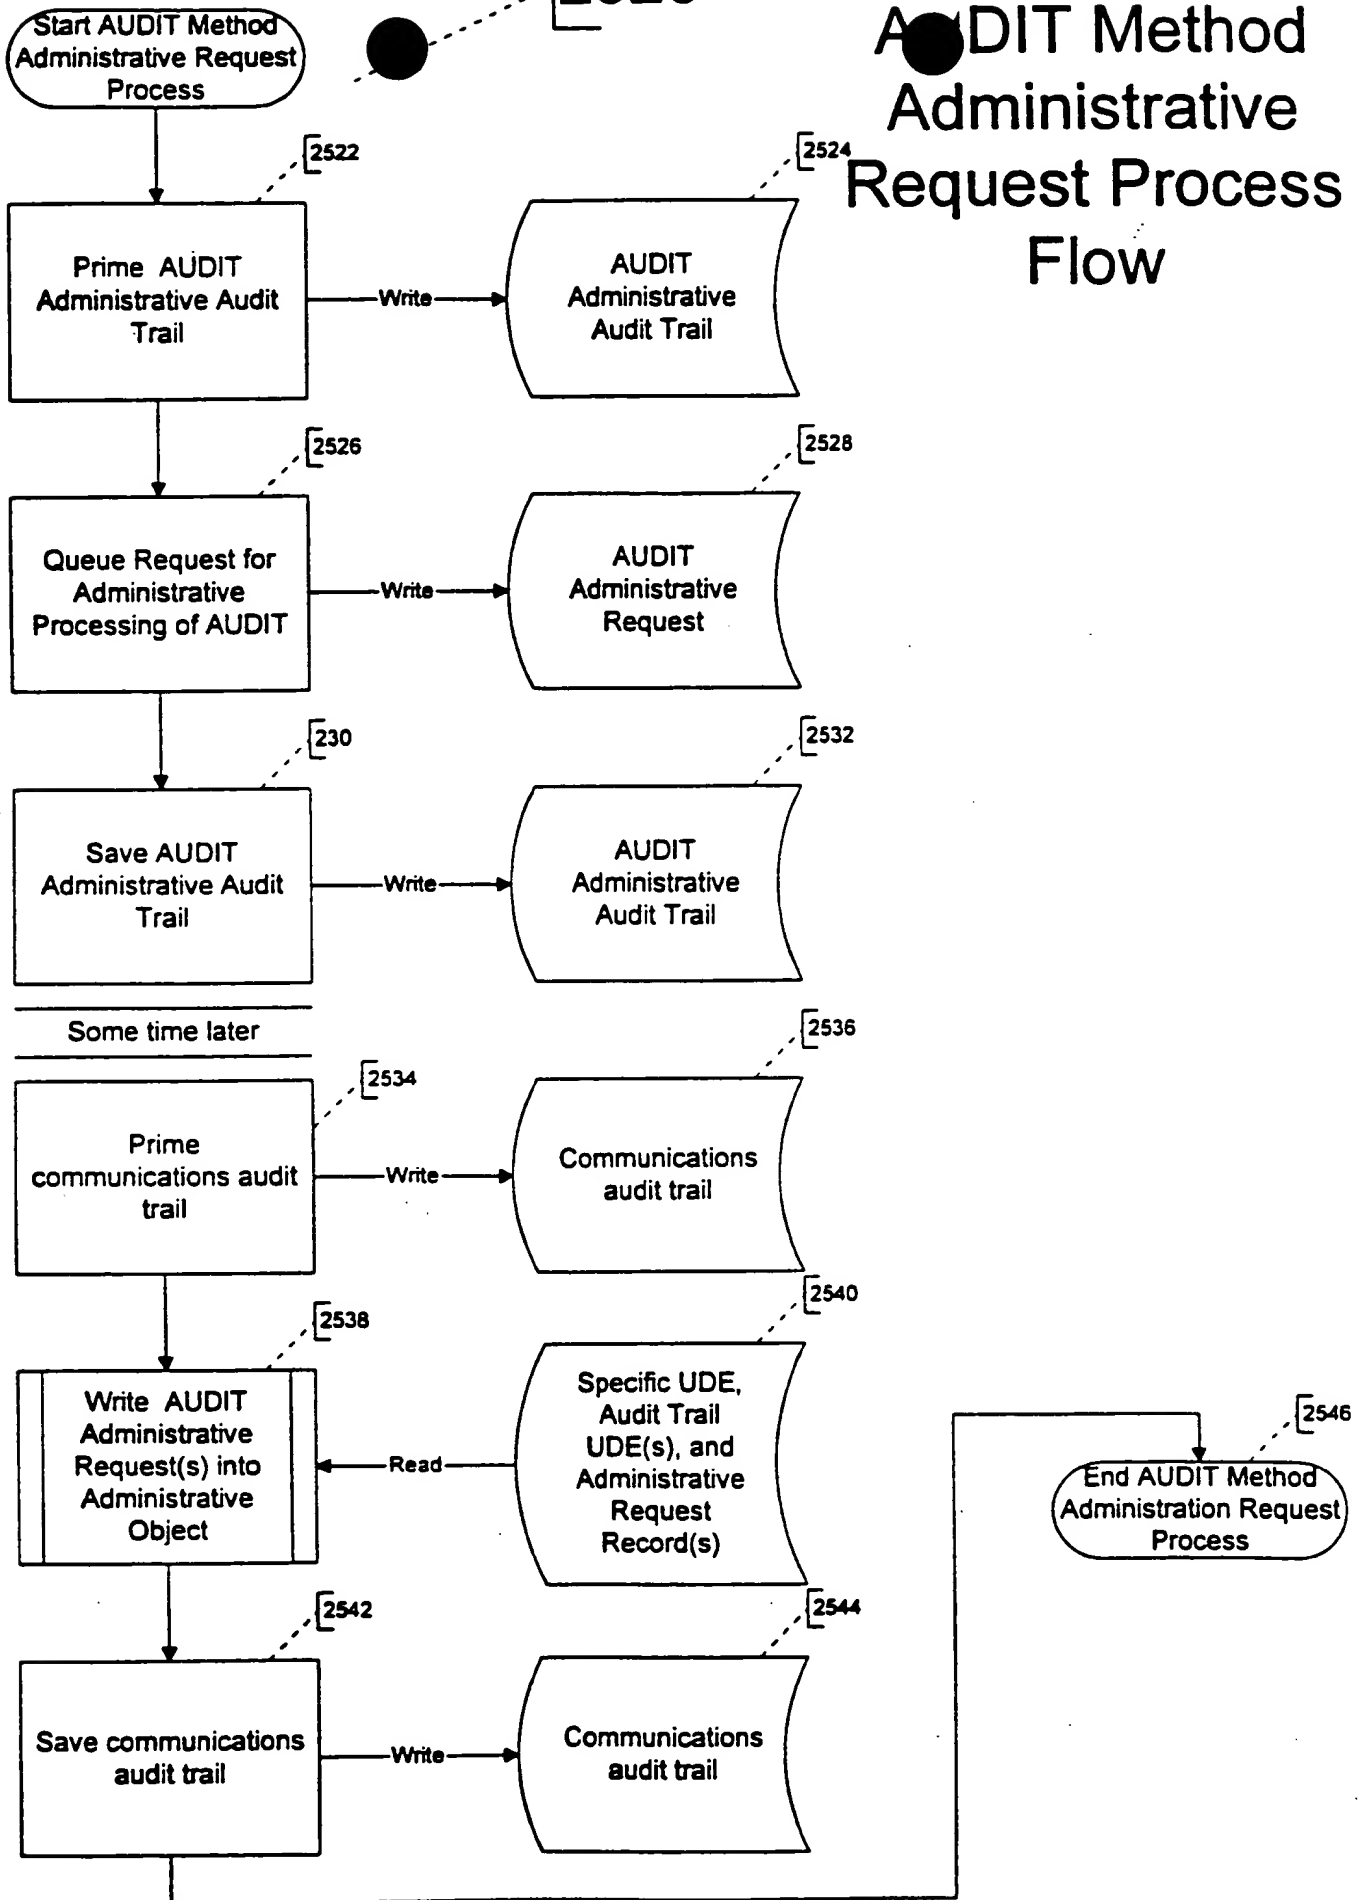 Start AUDIT Method
Administrative Request
Process
DIT Method
Administrative
Request Process
Flow
2522
2524
Prime AUDIT
Administrative Audit
Trail
Write
AUDIT
Administrative
Audit Trail
2526
2528
Queue Request for
Administrative
Processing of AUDIT
Write
AUDIT
Administrative
Request
230
2532
Save AUDIT
Administrative Audit
Trail
Write
AUDIT
Administrative
Audit Trail
Some time later
2534
2536
Prime
communications audit
trail
Write
Communications
audit trail
2538
2540
Write AUDIT
Administrative
Request(s) into
Administrative
Object
Read
Specific UDE,
Audit Trail
UDE(s), and
Administrative
Request
Record(s)
2546
End AUDIT Method
Administration Request
Process
2542
2544
Save communications
audit trail
Write
Communications
audit trail